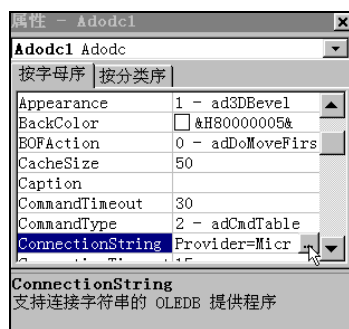 属性 - Adodc1
Adodc1 Adodc
按字母序 按分类序
Appearance 1 - ad3DBevel
BackColor &H80000005&
BOFAction 0 - adDoMoveFirs
CacheSize 50
Caption
CommandTimeout 30
CommandType 2 - adCmdTable
ConnectionString Provider=Micr ...
ConnectionString
支持连接字符串的 OLEDB 提供程序